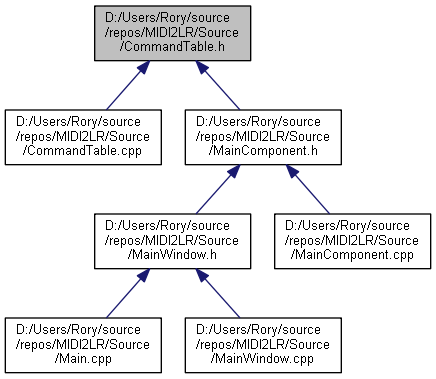 D:/Users/Rory/source
/repos/MIDI2LR/Source
/CommandTable.h
D:/Users/Rory/source
/repos/MIDI2LR/Source
/CommandTable.cpp
D:/Users/Rory/source
/repos/MIDI2LR/Source
/MainComponent.h
D:/Users/Rory/source
/repos/MIDI2LR/Source
/MainWindow.h
D:/Users/Rory/source
/repos/MIDI2LR/Source
/MainComponent.cpp
D:/Users/Rory/source
/repos/MIDI2LR/Source
/Main.cpp
D:/Users/Rory/source
/repos/MIDI2LR/Source
/MainWindow.cpp